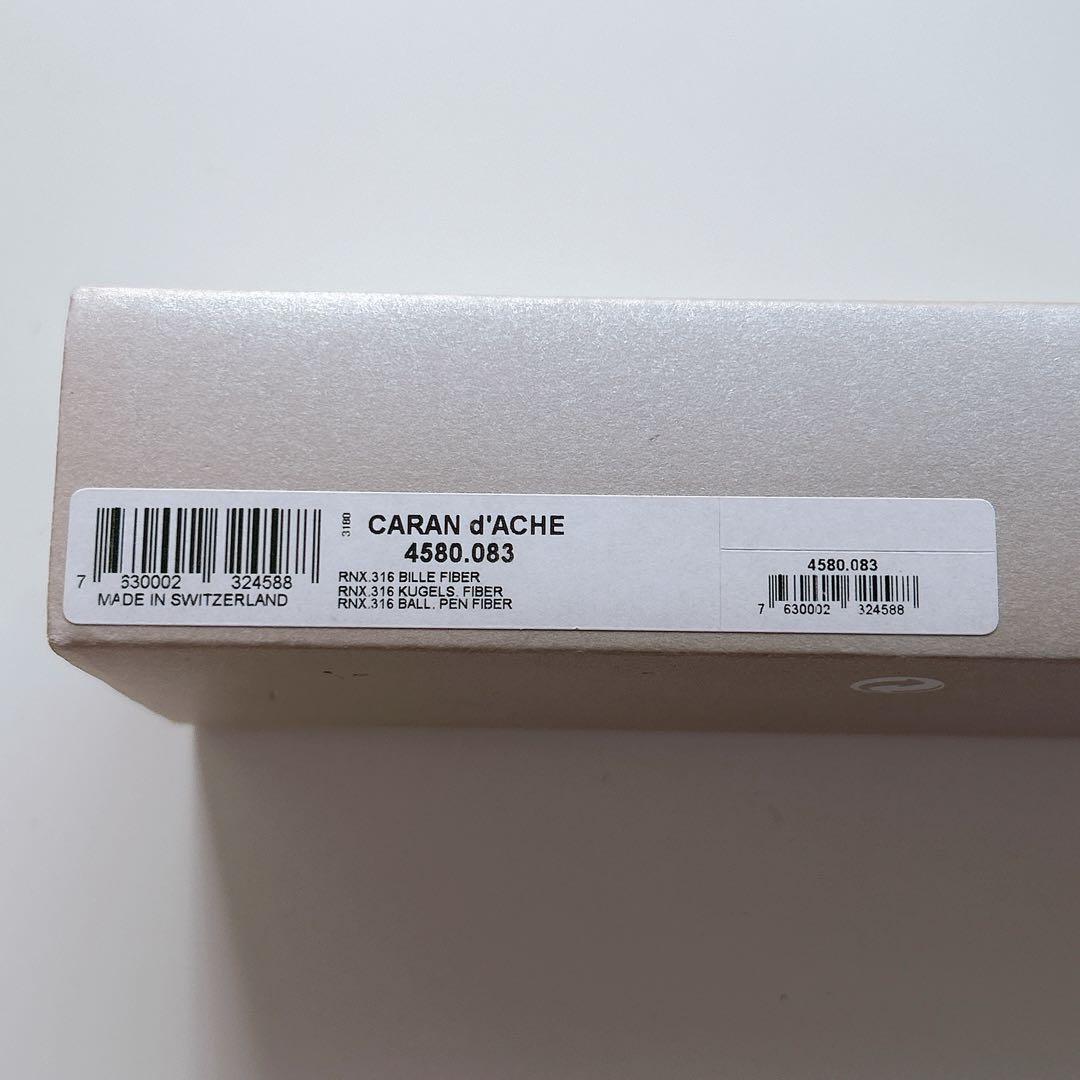 3180
CARAN d'ACHE
4580.083
RNX.316 BILLE FIBER
RNX.316 KUGELS. FIBER
RNX.316 BALL. PEN FIBER
7 630002 324588
MADE IN SWITZERLAND
4580.083
7 630002 324588